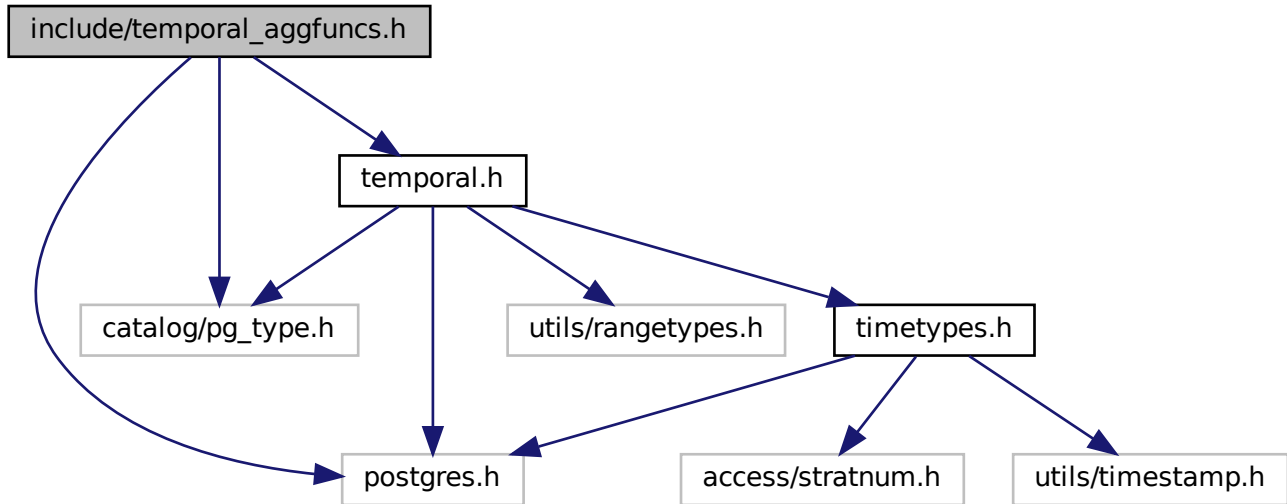 include/temporal_aggfuncs.h
temporal.h
catalog/pg_type.h
utils/rangetypes.h
timetypes.h
postgres.h
access/stratnum.h
utils/timestamp.h